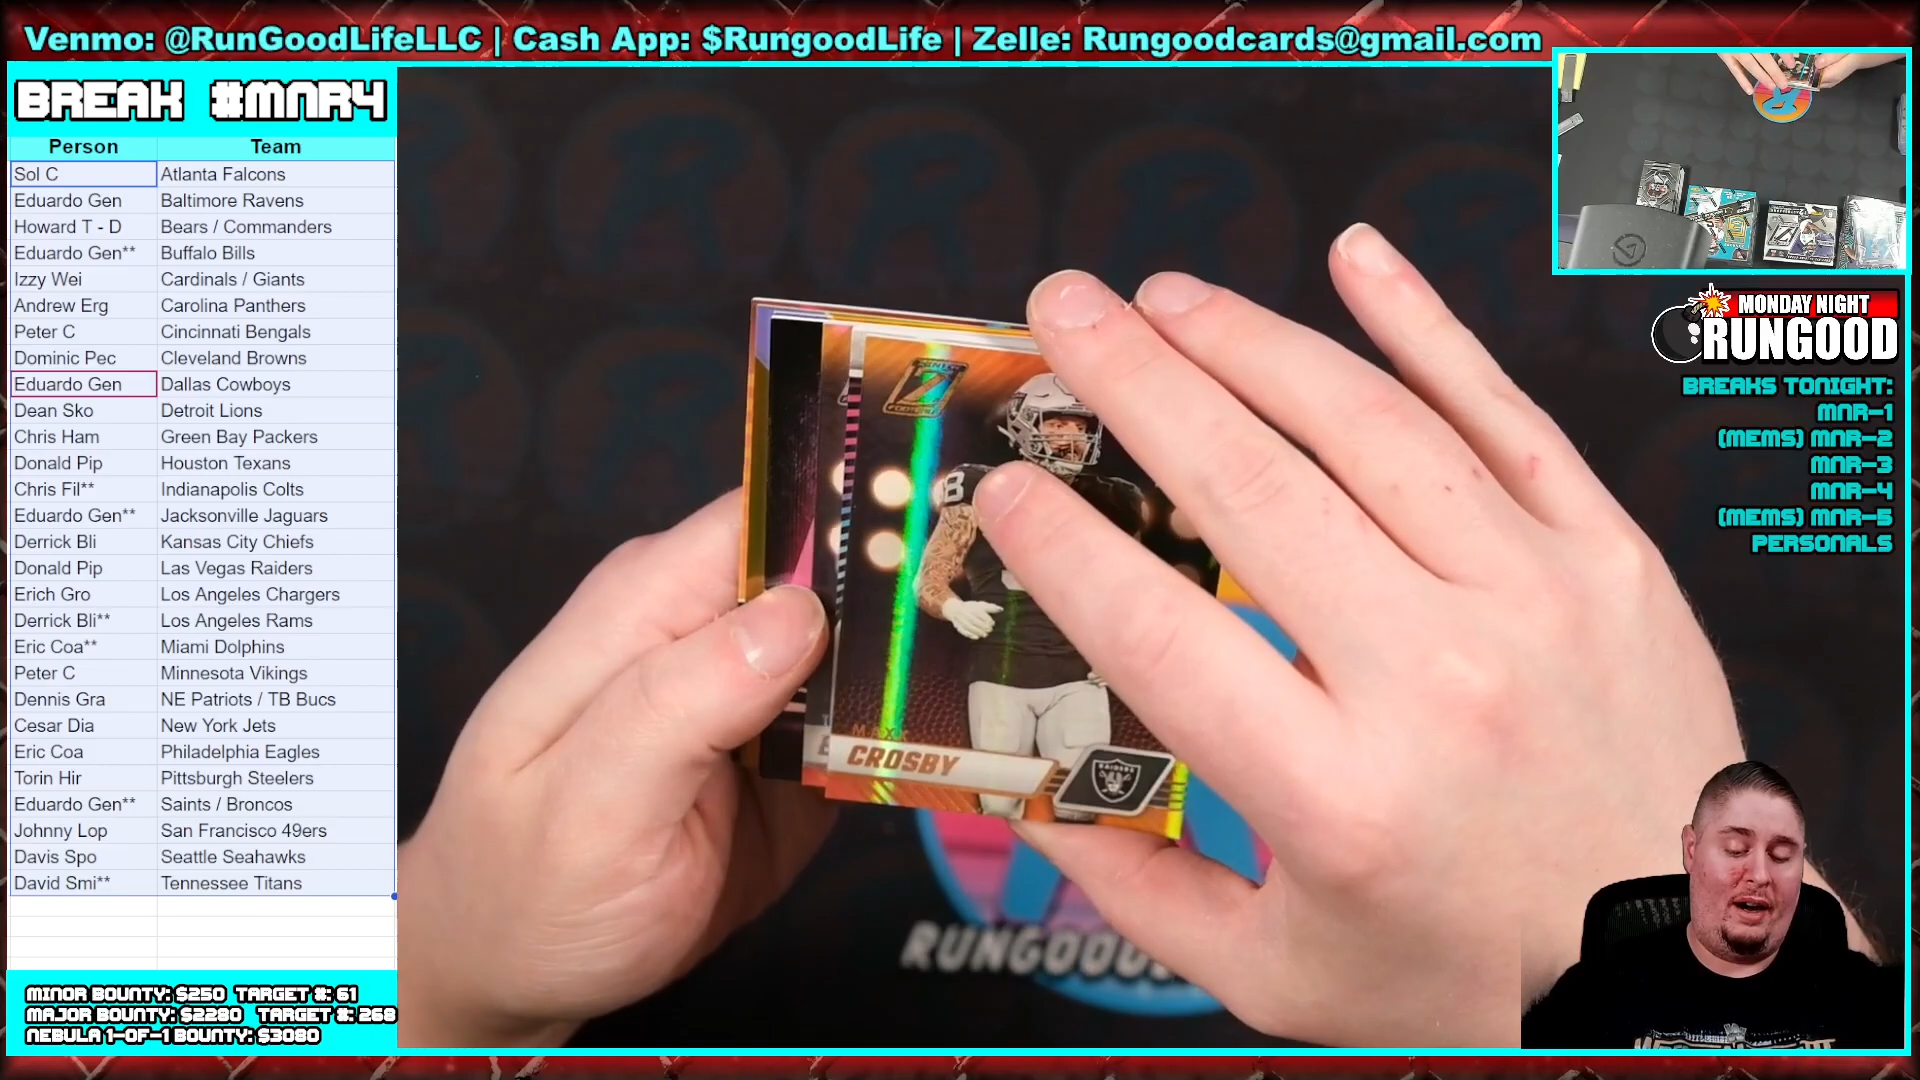 Venmo: @RunGoodLifeLLC | Cash App: $RungoodLife | Zelle: Rungoodcards@gmail.com
BREAK #MNR4
Person Team
Sol C Atlanta Falcons
Eduardo Gen Baltimore Ravens
Howard T - D Bears / Commanders
Eduardo Gen** Buffalo Bills
Izzy Wei Cardinals / Giants
Andrew Erg Carolina Panthers
Peter C Cincinnati Bengals
Dominic Pec Cleveland Browns
Eduardo Gen Dallas Cowboys
Dean Sko Detroit Lions
Chris Ham Green Bay Packers
Donald Pip Houston Texans
Chris Fil** Indianapolis Colts
Eduardo Gen** Jacksonville Jaguars
Derrick Bli Kansas City Chiefs
Donald Pip Las Vegas Raiders
Erich Gro Los Angeles Chargers
Derrick Bli** Los Angeles Rams
Eric Coa** Miami Dolphins
Peter C Minnesota Vikings
Dennis Gra NE Patriots / TB Bucs
Cesar Dia New York Jets
Eric Coa Philadelphia Eagles
Torin Hir Pittsburgh Steelers
Eduardo Gen** Saints / Broncos
Johnny Lop San Francisco 49ers
Davis Spo Seattle Seahawks
David Smi** Tennessee Titans
MINOR BOUNTY: $250 TARGET #: 61
MAJOR BOUNTY: $2280 TARGET #: 268
NEBULA 1-OF-1 BOUNTY: $3080
Z
8
CROSBY
RAIDERS
MONDAY NIGHT
RUNGOOD
BREAKS TONIGHT:
MNR-1
(MEMS) MNR-2
MNR-3
MNR-4
(MEMS) MNR-5
PERSONALS